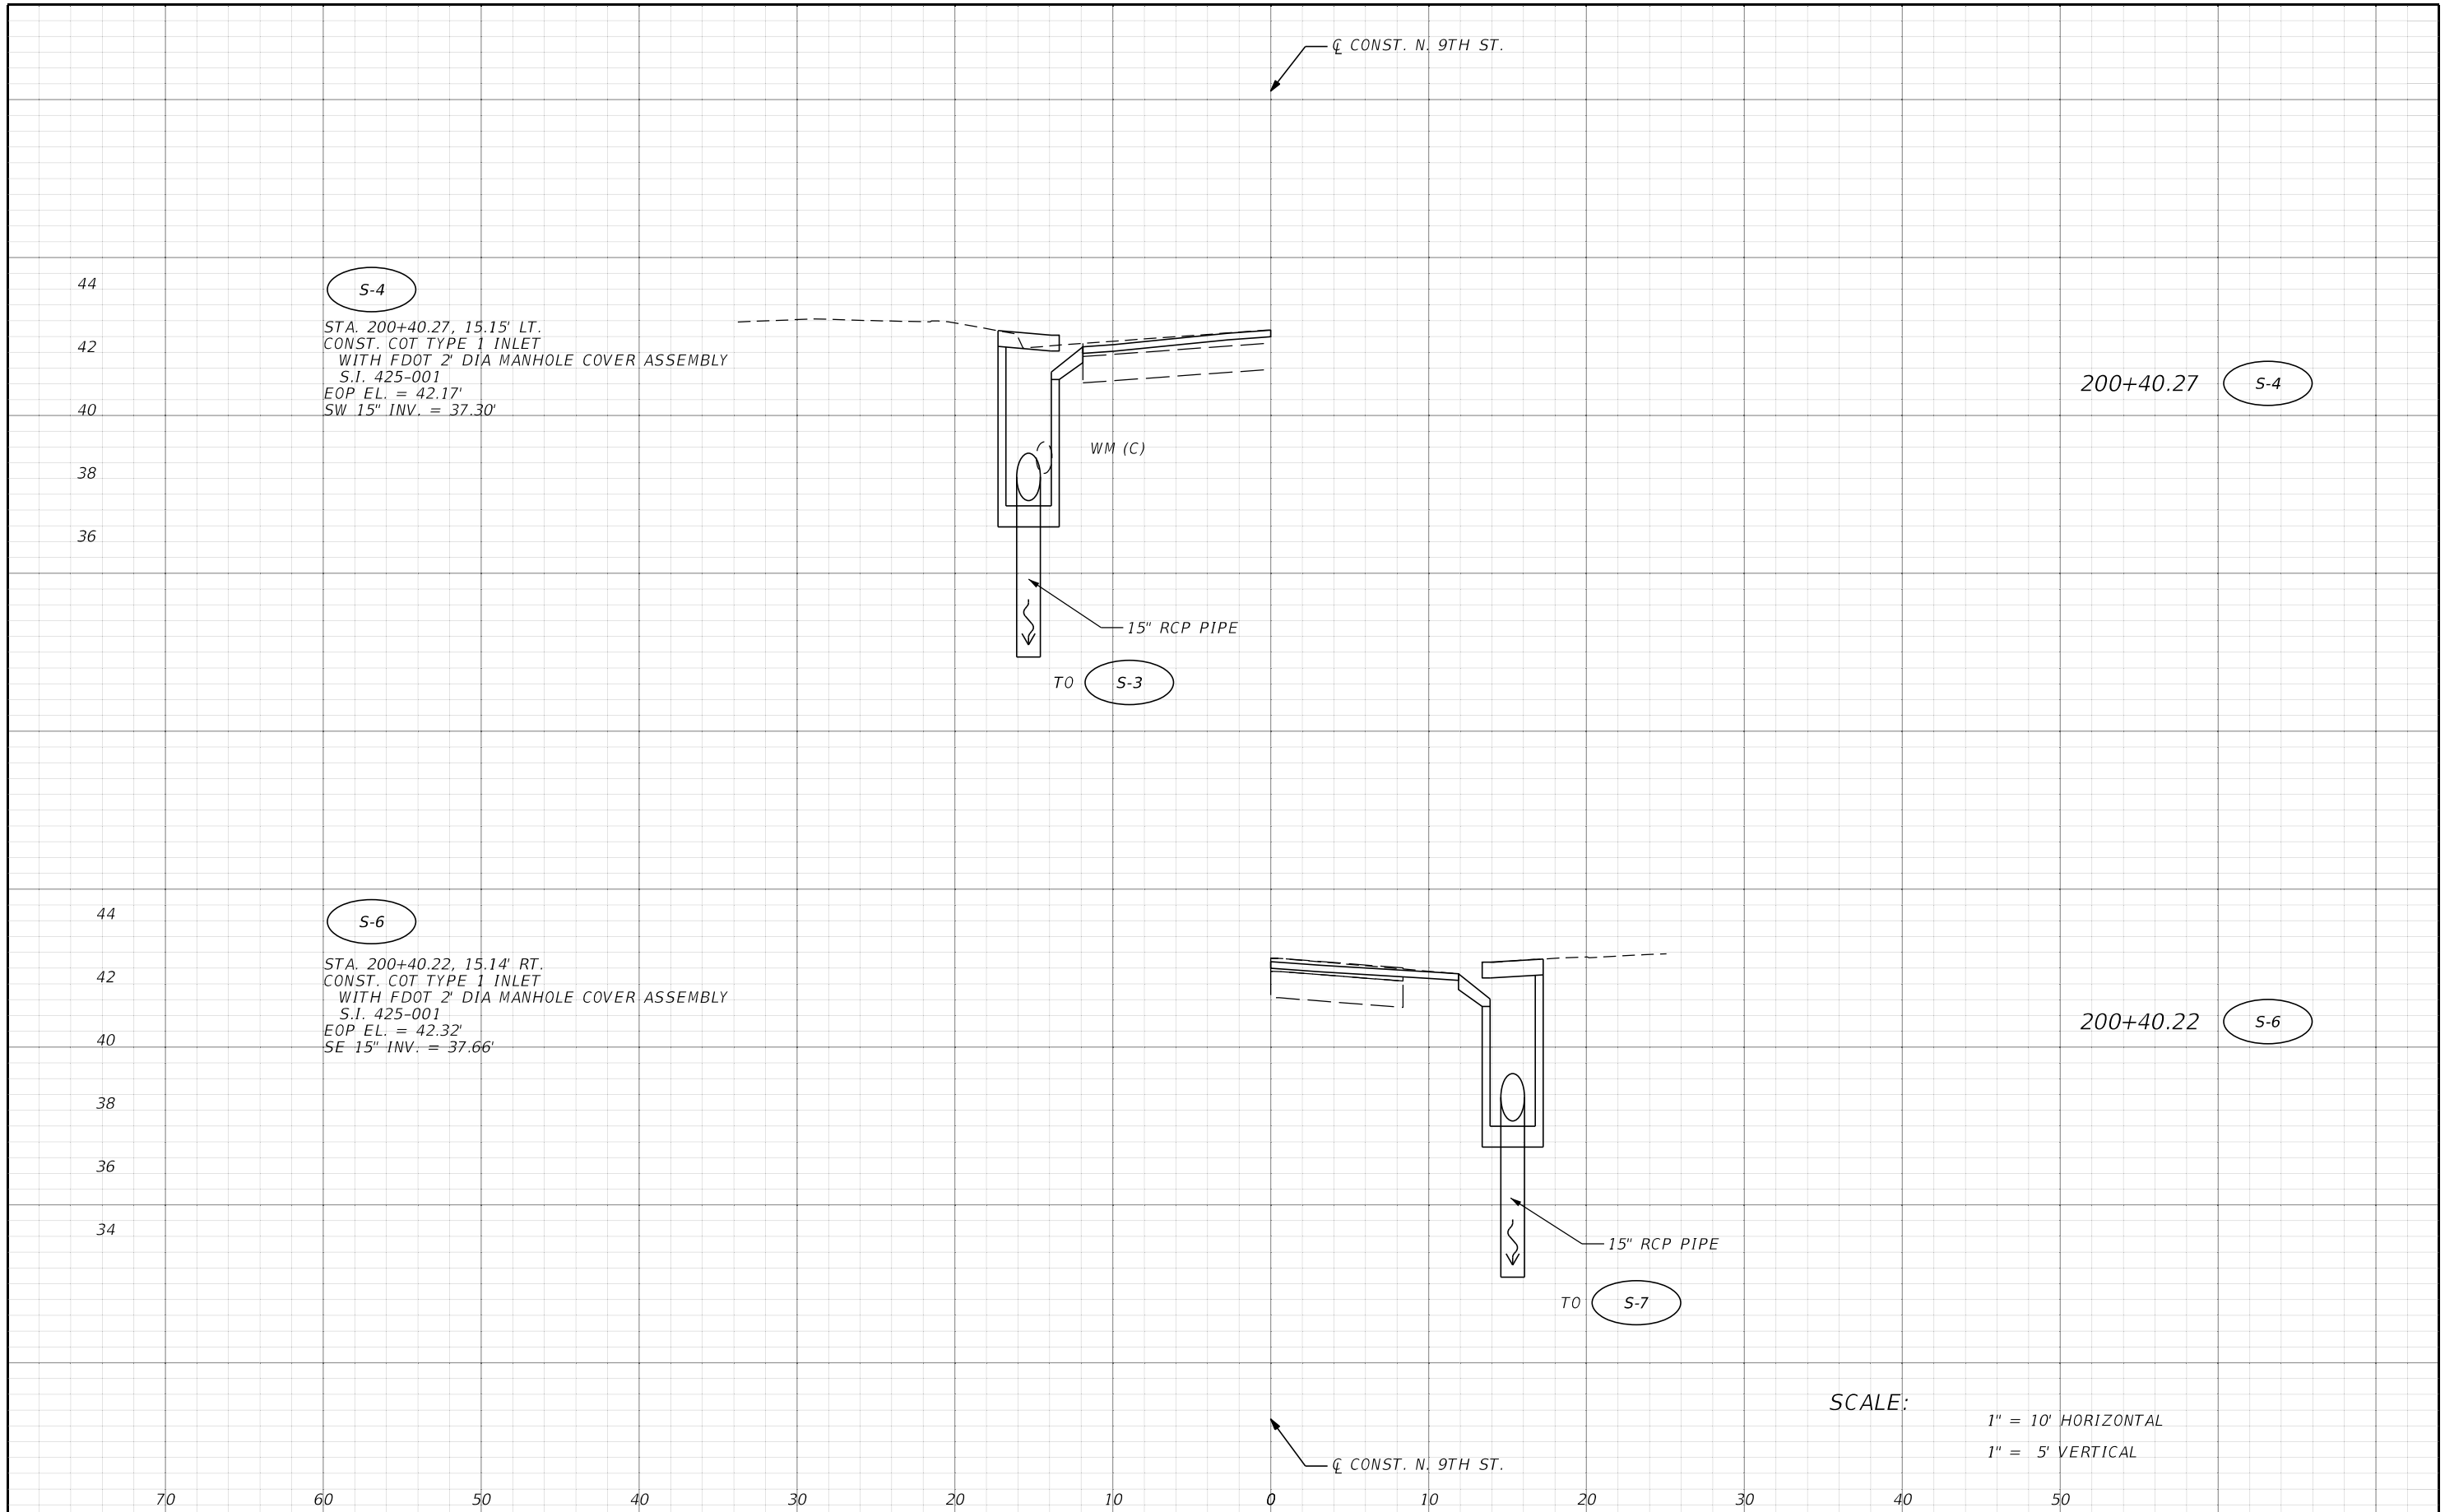 ℄ CONST. N. 9TH ST.
44
42
40
38
36
S-4
STA. 200+40.27, 15.15' LT.
CONST. COT TYPE 1 INLET
WITH FDOT 2' DIA MANHOLE COVER ASSEMBLY
S.I. 425-001
EOP EL. = 42.17'
SW 15" INV. = 37.30'
WM (C)
15" RCP PIPE
TO S-3
200+40.27 S-4
44
42
40
38
36
34
S-6
STA. 200+40.22, 15.14' RT.
CONST. COT TYPE 1 INLET
WITH FDOT 2' DIA MANHOLE COVER ASSEMBLY
S.I. 425-001
EOP EL. = 42.32'
SE 15" INV. = 37.66'
15" RCP PIPE
TO S-7
200+40.22 S-6
SCALE:
1" = 10' HORIZONTAL
1" = 5' VERTICAL
℄ CONST. N. 9TH ST.
70 60 50 40 30 20 10 0 10 20 30 40 50